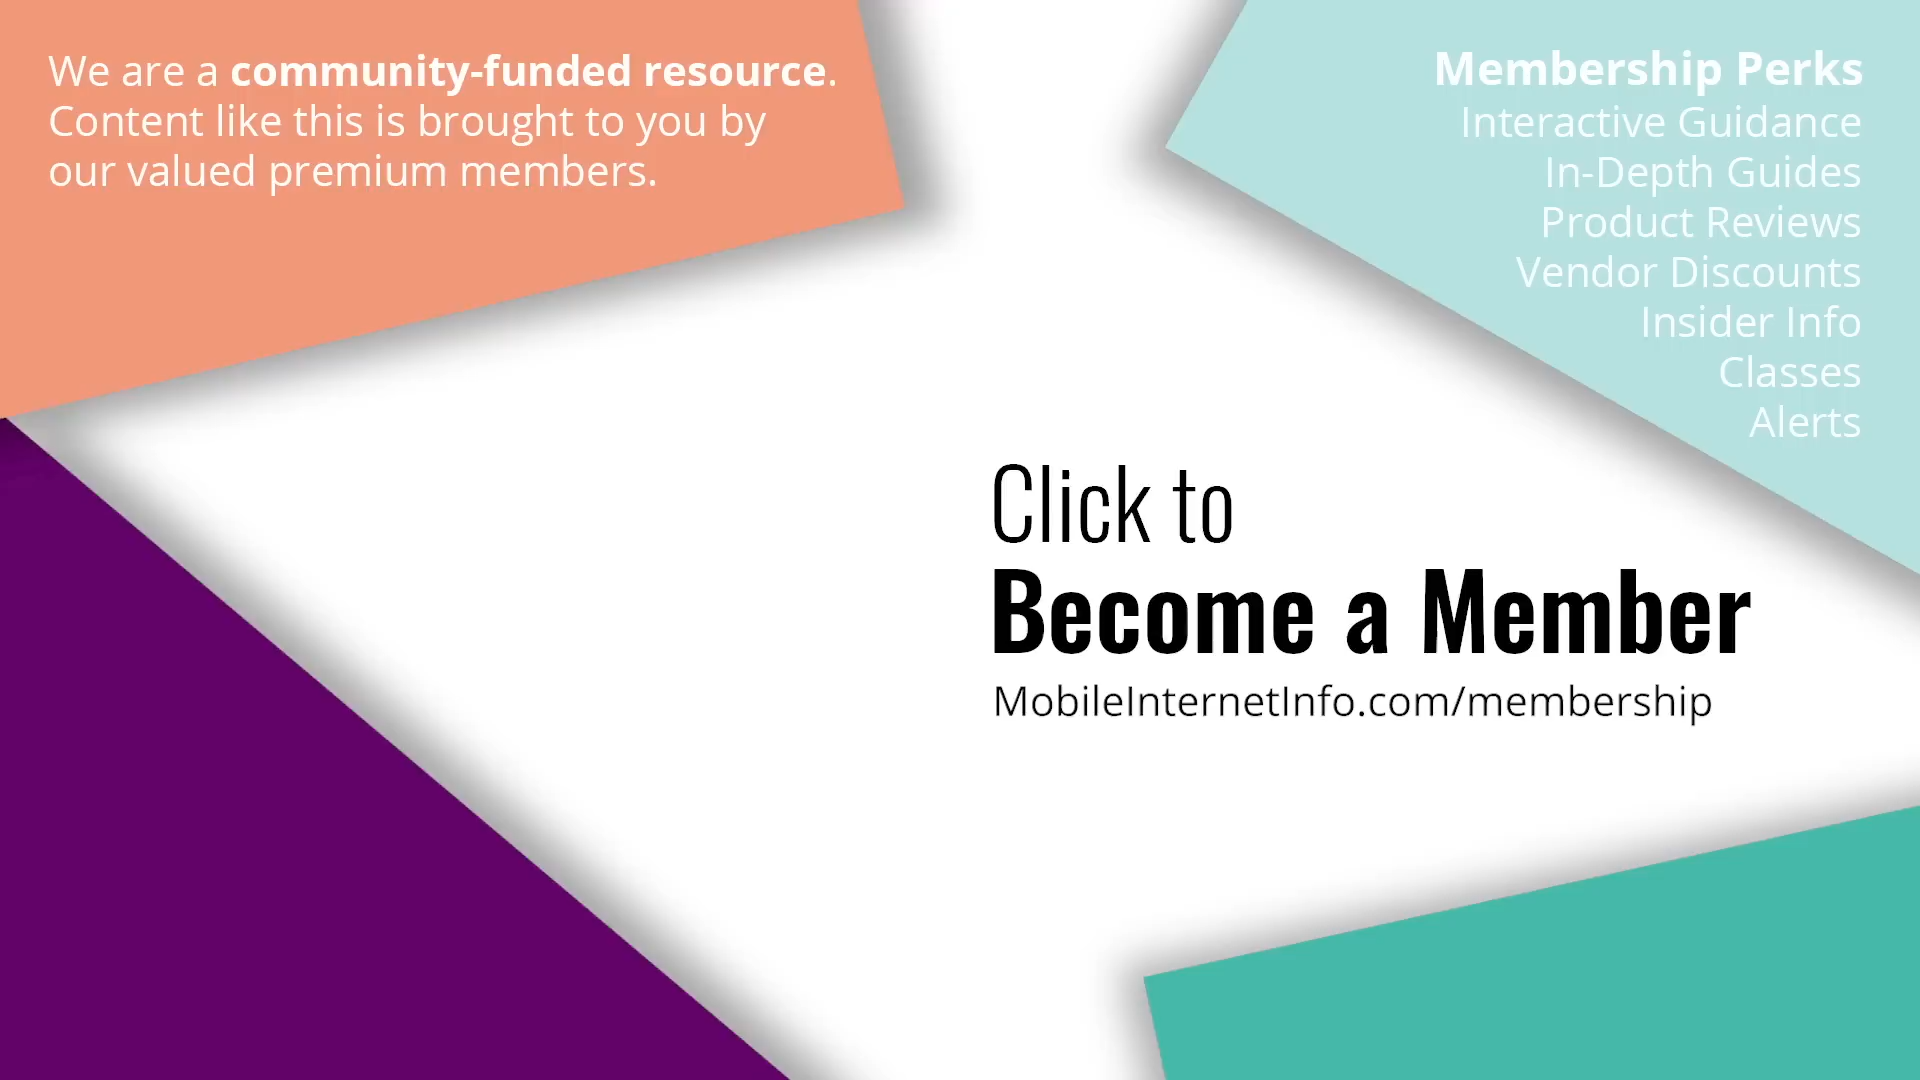 We are a community-funded resource.
Content like this is brought to you by
our valued premium members.
Membership Perks
Interactive Guidance
In-Depth Guides
Product Reviews
Vendor Discounts
Insider Info
Classes
Alerts
Click to
Become a Member
MobileInternetInfo.com/membership